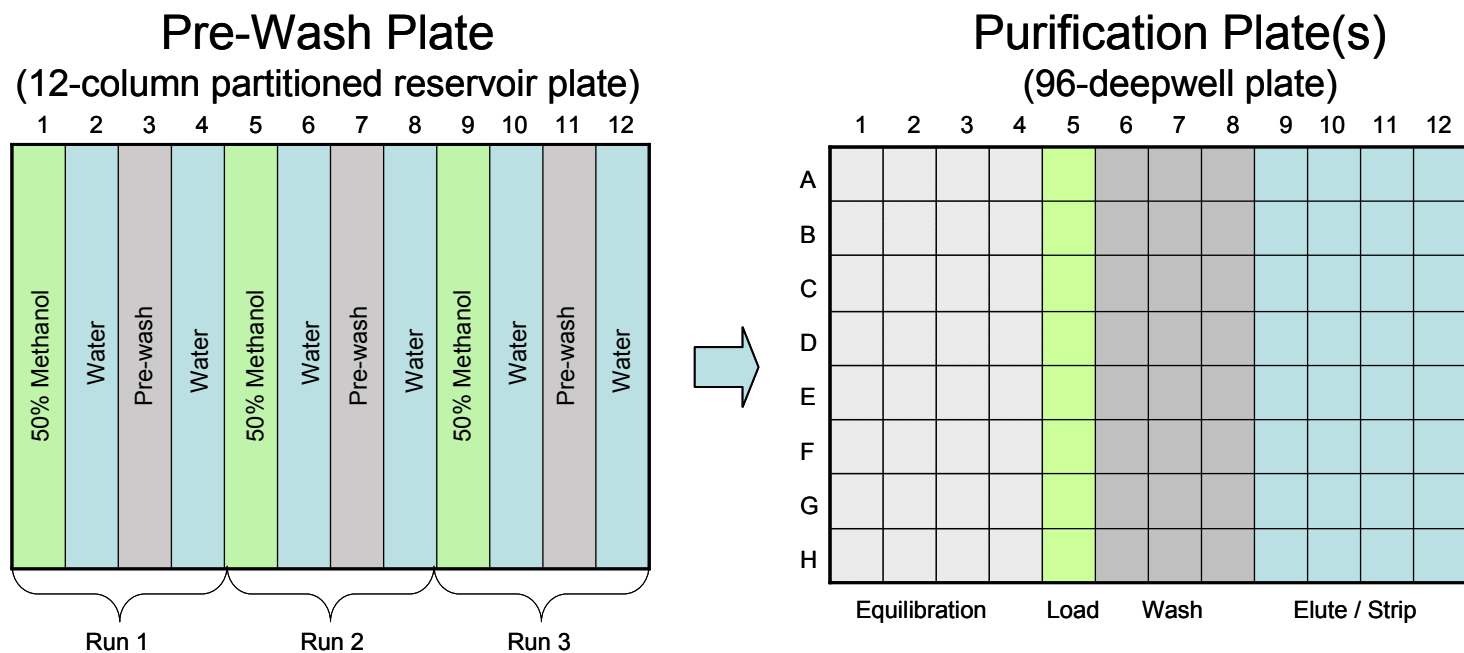 Pre-Wash Plate
(12-column partitioned reservoir plate)
1 2 3 4 5 6 7 8 9 10 11 12
50% Methanol
Water
Pre-wash
Water
50% Methanol
Water
Pre-wash
Water
50% Methanol
Water
Pre-wash
Water
Run 1
Run 2
Run 3
Purification Plate(s)
(96-deepwell plate)
1 2 3 4 5 6 7 8 9 10 11 12
A
B
C
D
E
F
G
H
Equilibration
Load
Wash
Elute / Strip